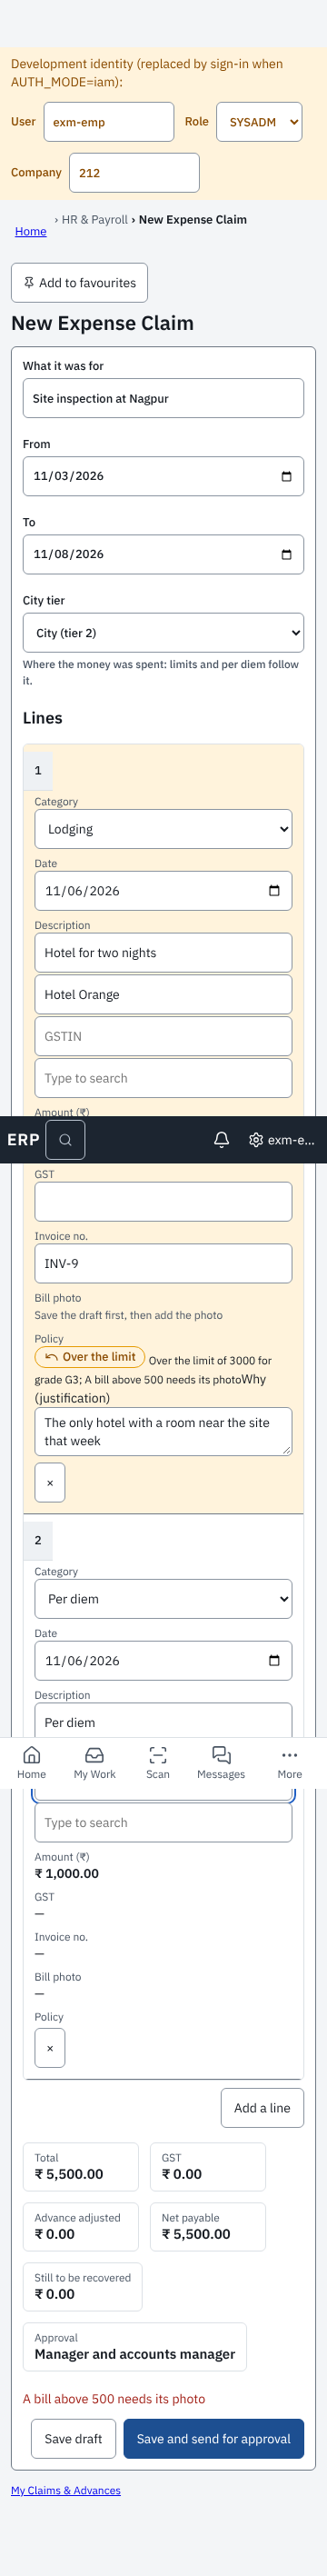 Development identity (replaced by sign-in when
AUTH_MODE=iam):
User exm-emp Role SYSADM
Company 212
Home › HR & Payroll › New Expense Claim
Add to favourites
New Expense Claim
What it was for
Site inspection at Nagpur
From
11/03/2026
To
11/08/2026
City tier
City (tier 2)
Where the money was spent: limits and per diem follow
it.
Lines
1
Category
Lodging
Date
11/06/2026
Description
Hotel for two nights
Hotel Orange
GSTIN
Type to search
Amount (₹)
ERP exm-e...
GST
Invoice no.
INV-9
Bill photo
Save the draft first, then add the photo
Policy
Over the limit Over the limit of 3000 for
grade G3; A bill above 500 needs its photoWhy
(justification)
The only hotel with a room near the site
that week
×
2
Category
Per diem
Date
11/06/2026
Description
Per diem
Home My Work Scan Messages More
Type to search
Amount (₹)
₹ 1,000.00
GST
—
Invoice no.
—
Bill photo
—
Policy
×
Add a line
Total GST
₹ 5,500.00 ₹ 0.00
Advance adjusted Net payable
₹ 0.00 ₹ 5,500.00
Still to be recovered
₹ 0.00
Approval
Manager and accounts manager
A bill above 500 needs its photo
Save draft Save and send for approval
My Claims & Advances